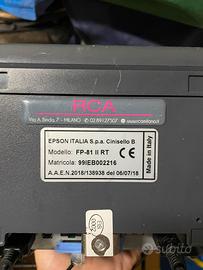 RCA
Via A. Binda, 7 - MILANO
EPSON ITALIA S.p.a. Cinisello B
Modello: FP-81 II RT
Matricola: 99IEB002216
A.A.E.N.2018/138938 del 06/07/18
CE
Made in Italy
subito